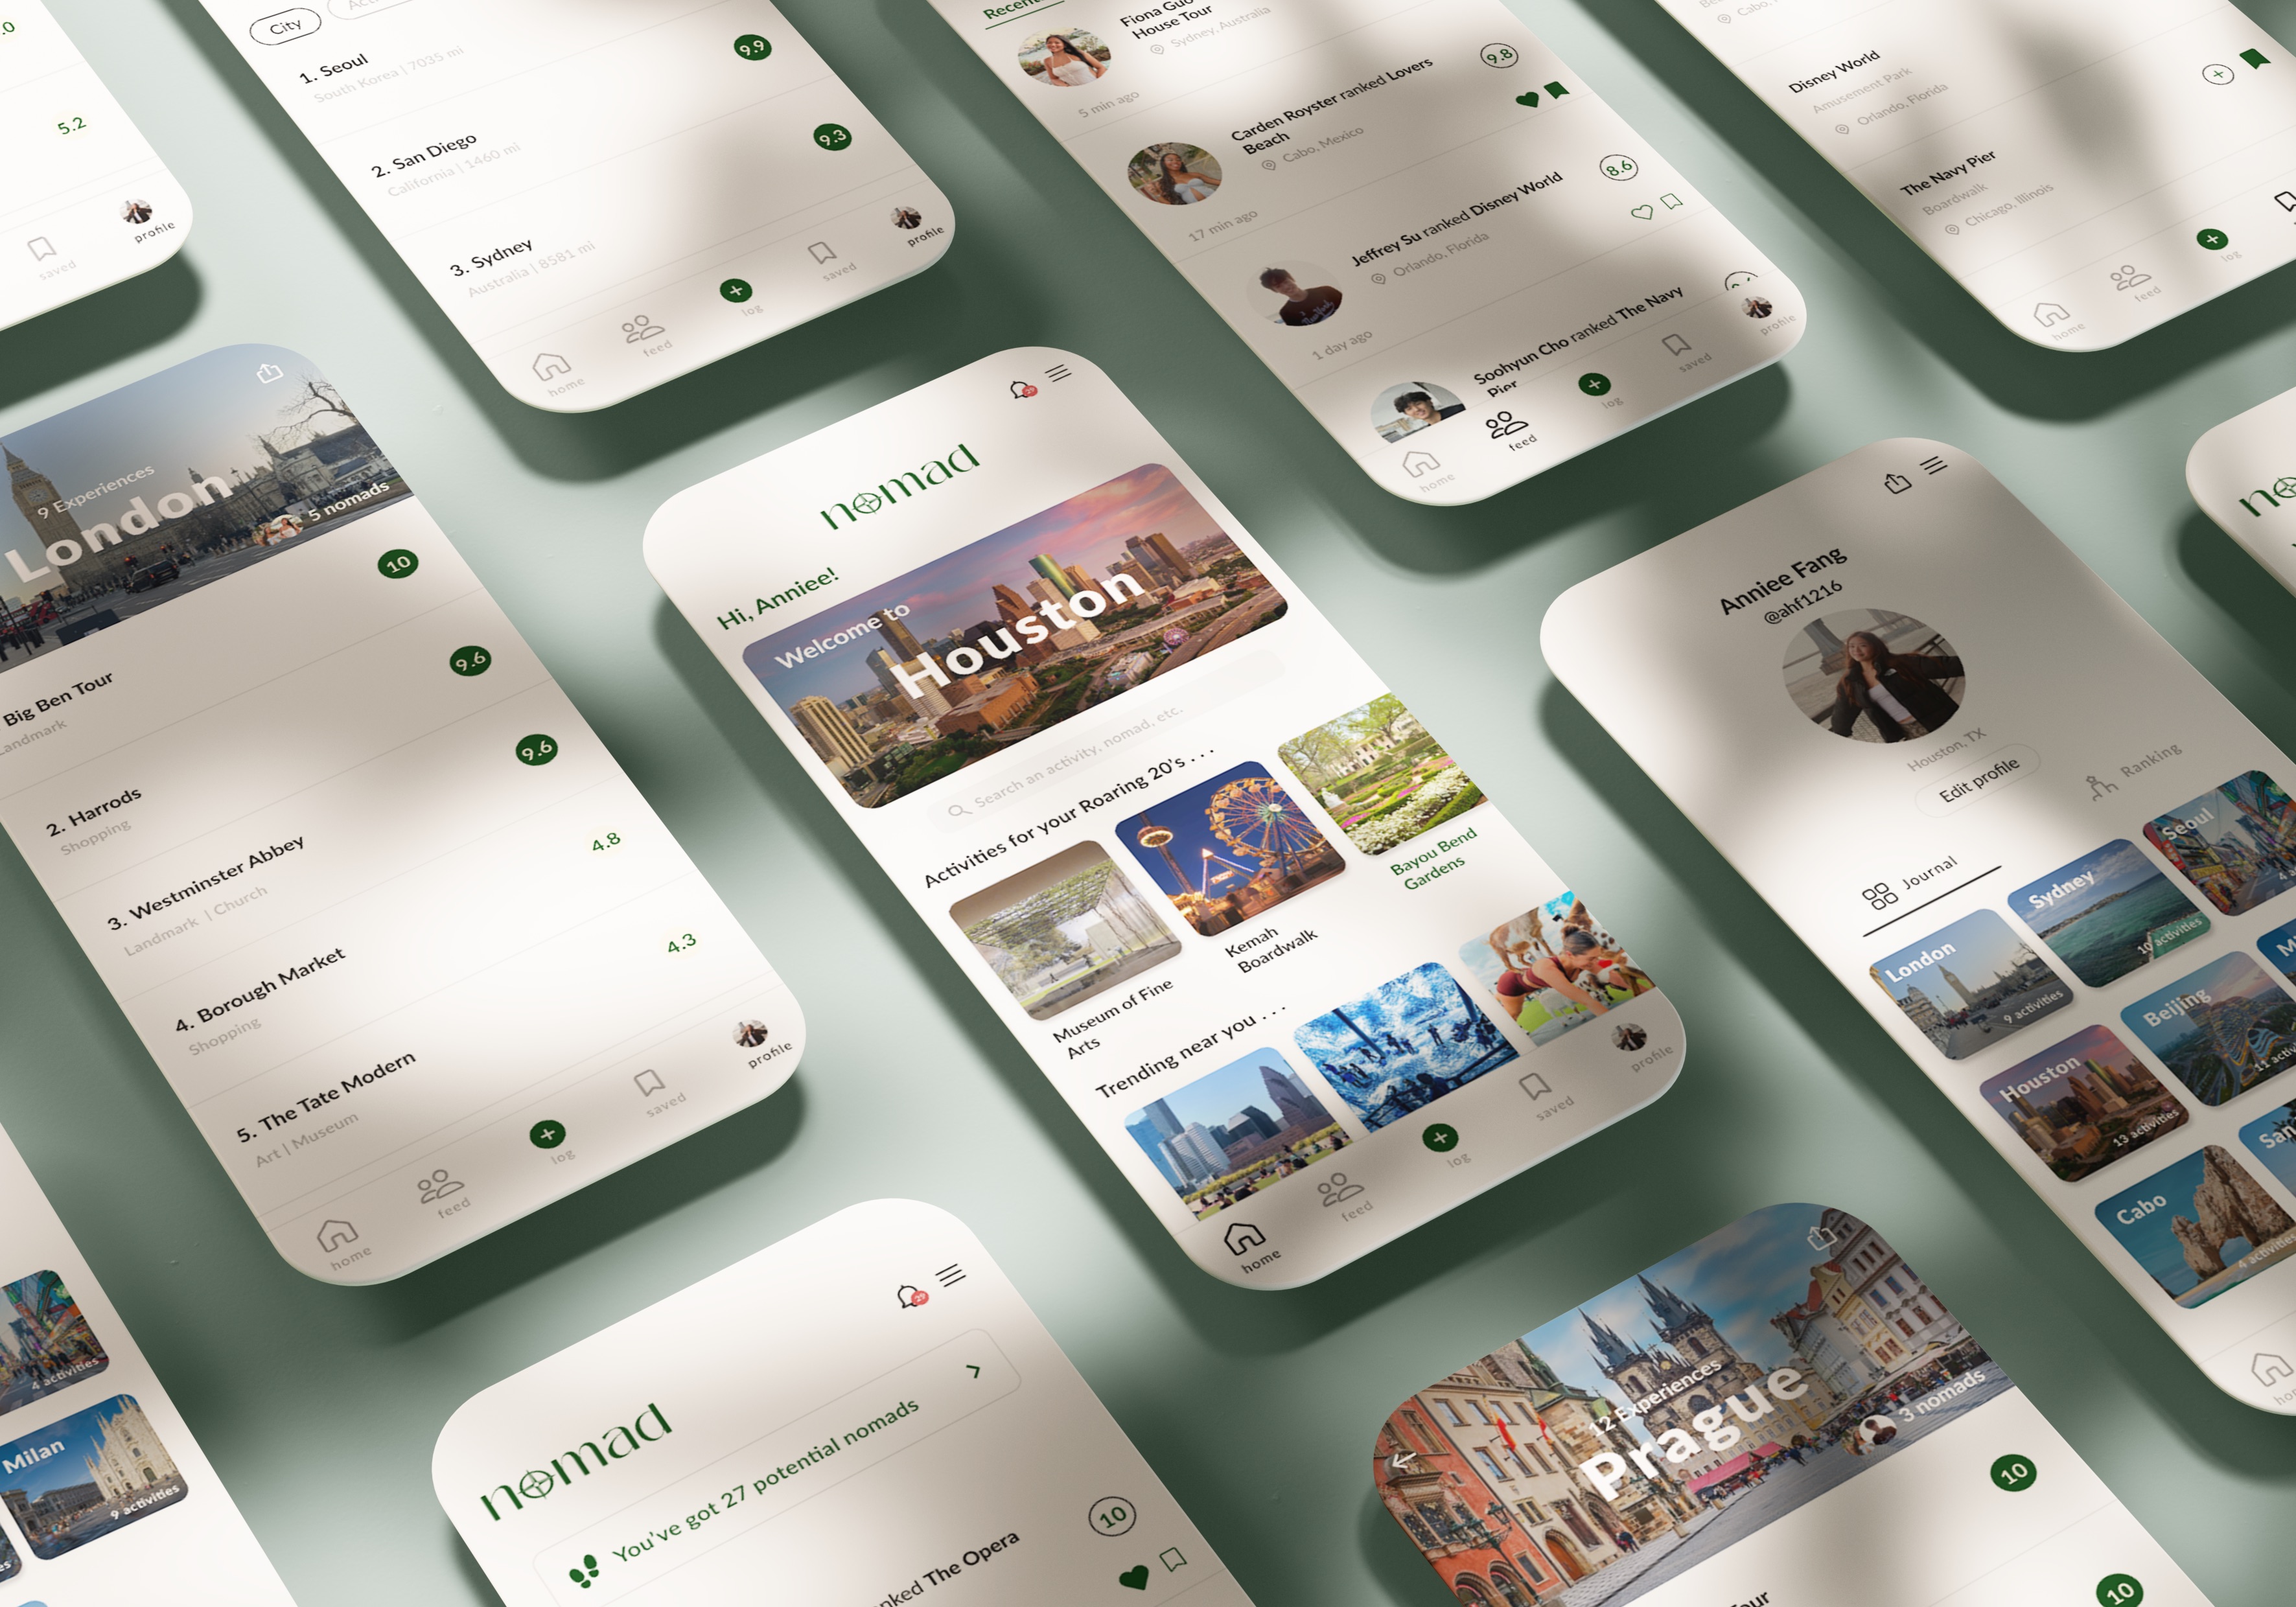 .0
5.2
saved
profile
City
1. Seoul
South Korea | 7035 mi
9.9
2. San Diego
California | 1460 mi
9.3
3. Sydney
Australia | 8581 mi
home
feed
log
saved
profile
Fiona Guo
House Tour
Sydney, Australia
5 min ago
Carden Royster ranked Lovers
Beach
Cabo, Mexico
9.8
17 min ago
Jeffrey Su ranked Disney World
Orlando, Florida
8.6
1 day ago
Soohyun Cho ranked The Navy
Pier
home
feed
log
saved
profile
Disney World
Amusement Park
Orlando, Florida
The Navy Pier
Boardwalk
Chicago, Illinois
home
feed
log
9 Experiences
London
5 nomads
10
Big Ben Tour
Landmark
9.6
2. Harrods
Shopping
9.6
3. Westminster Abbey
Landmark | Church
4.8
4. Borough Market
Shopping
4.3
5. The Tate Modern
Art | Museum
home
feed
log
saved
profile
29
nomad
Hi, Anniee!
Welcome to
Houston
Search an activity, nomad, etc.
Activities for your Roaring 20's . . .
Museum of Fine
Arts
Kemah
Boardwalk
Bayou Bend
Gardens
Trending near you . . .
home
feed
log
saved
profile
Anniee Fang
@ahf1216
Houston, TX
Edit profile
Journal
Ranking
London
9 activities
Sydney
10 activities
Seoul
Houston
13 activities
Beijing
Cabo
4 activities
San
4 activities
Milan
9 activities
29
nomad
You've got 27 potential nomads
ranked The Opera
10
12 Experiences
Prague
3 nomads
10
Tour
10